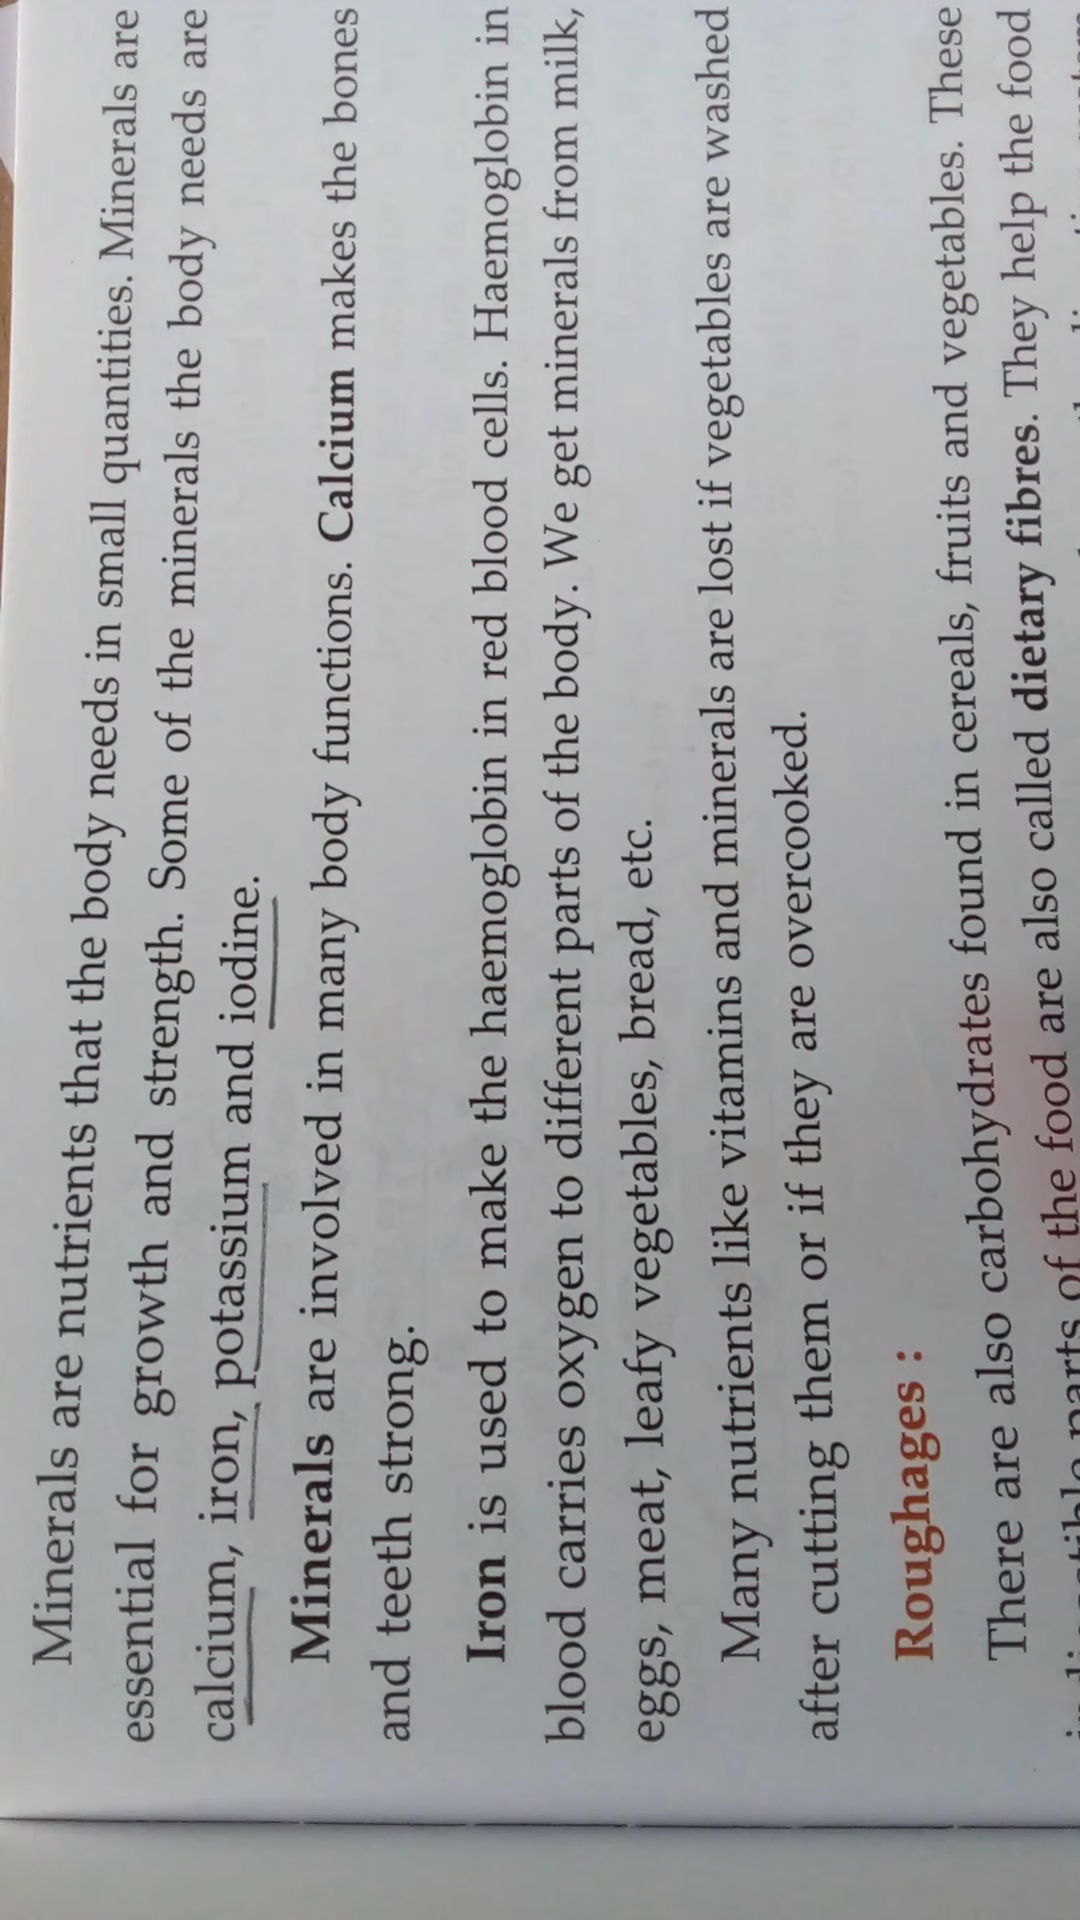 Minerals are nutrients that the body needs in small quantities. Minerals are
essential for growth and strength. Some of the minerals the body needs are
calcium, iron, potassium and iodine.
Minerals are involved in many body functions. Calcium makes the bones
and teeth strong.
Iron is used to make the haemoglobin in red blood cells. Haemoglobin in
blood carries oxygen to different parts of the body. We get minerals from milk,
eggs, meat, leafy vegetables, bread, etc.
Many nutrients like vitamins and minerals are lost if vegetables are washed
after cutting them or if they are overcooked.
Roughages :
There are also carbohydrates found in cereals, fruits and vegetables. These
parts of the food are also called dietary fibres. They help the food